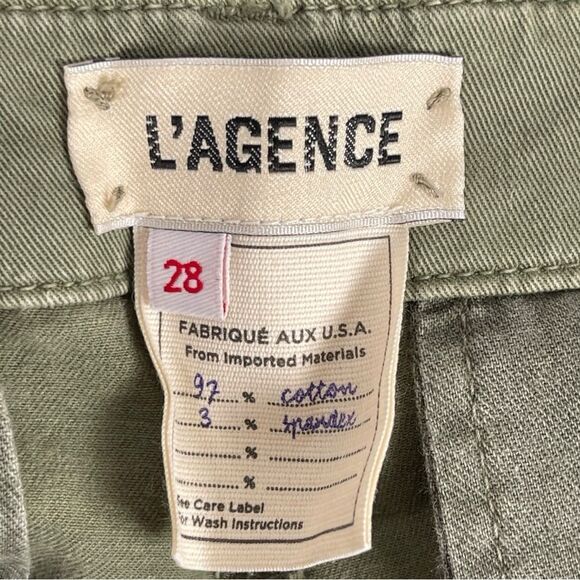 L'AGENCE
28
FABRIQUÉ AUX U.S.A.
From Imported Materials
97 % cotton
3 % spandex
%
%
See Care Label
For Wash Instructions